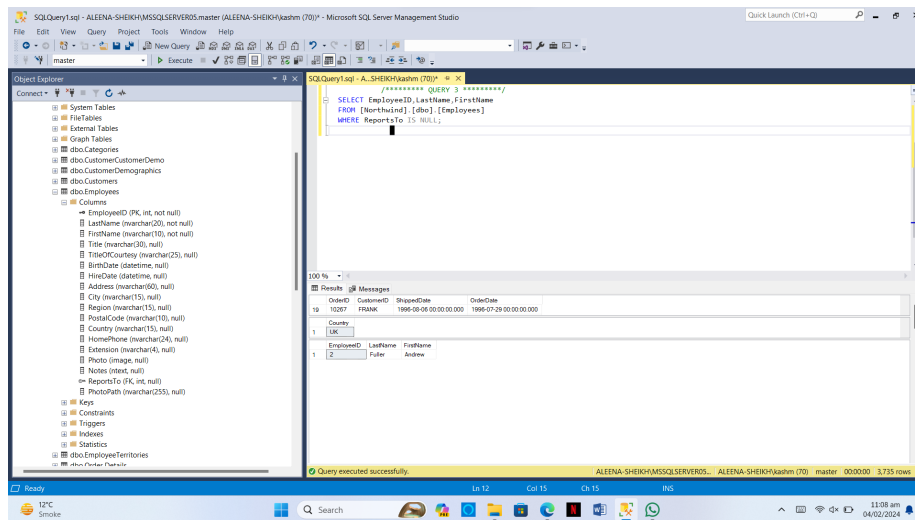 SQLQuery1.sql - ALEENA-SHEIKH\MSSQLSERVER05.master (ALEENA-SHEIKH\kashm (70))* - Microsoft SQL Server Management Studio
Quick Launch (Ctrl+Q)
File Edit View Query Project Tools Window Help
New Query
master
Execute
Object Explorer
SQLQuery1.sql - A...SHEIKH\kashm (70))*
Connect
System Tables
FileTables
External Tables
Graph Tables
dbo.Categories
dbo.CustomerCustomerDemo
dbo.CustomerDemographics
dbo.Customers
dbo.Employees
Columns
EmployeeID (PK, int, not null)
LastName (nvarchar(20), not null)
FirstName (nvarchar(10), not null)
Title (nvarchar(30), null)
TitleOfCourtesy (nvarchar(25), null)
BirthDate (datetime, null)
HireDate (datetime, null)
Address (nvarchar(60), null)
City (nvarchar(15), null)
Region (nvarchar(15), null)
PostalCode (nvarchar(10), null)
Country (nvarchar(15), null)
HomePhone (nvarchar(24), null)
Extension (nvarchar(4), null)
Photo (image, null)
Notes (ntext, null)
ReportsTo (FK, int, null)
PhotoPath (nvarchar(255), null)
Keys
Constraints
Triggers
Indexes
Statistics
dbo.EmployeeTerritories
dbo.Order Details
/********* QUERY 3 *********/
SELECT EmployeeID,LastName,FirstName
FROM [Northwind].[dbo].[Employees]
WHERE ReportsTo IS NULL;
100 %
Results Messages
OrderID CustomerID ShippedDate OrderDate
19 10267 FRANK 1996-08-06 00:00:00.000 1996-07-29 00:00:00.000
Country
1 UK
EmployeeID LastName FirstName
1 2 Fuller Andrew
Query executed successfully.
ALEENA-SHEIKH\MSSQLSERVER05... ALEENA-SHEIKH\kashm (70) master 00:00:00 3,735 rows
Ready Ln 12 Col 15 Ch 15 INS
12°C
Smoke
Search
11:08 am
04/02/2024